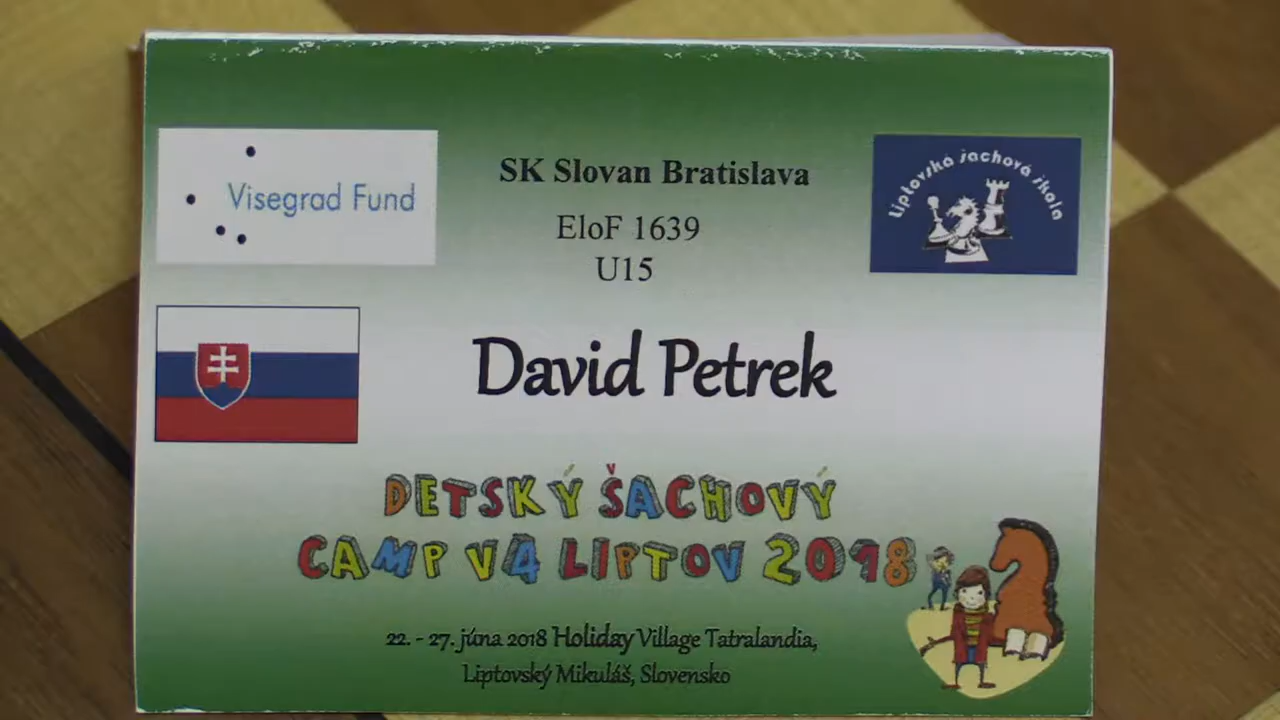 Visegrad Fund
SK Slovan Bratislava
EloF 1639
U15
Liptovská šachová škola
David Petrek
DETSKÝ ŠACHOVÝ
CAMP V4 LIPTOV 2018
22. - 27. júna 2018 Holiday Village Tatralandia,
Liptovský Mikuláš, Slovensko